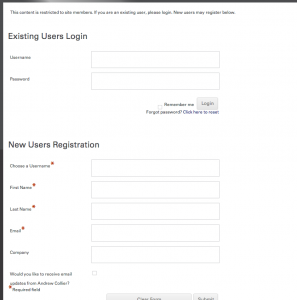 This content is restricted to site members. If you are an existing user, please login. New users may register below.
Existing Users Login
Username
Password
Remember me
Login
Forgot password? Click here to reset
New Users Registration
Choose a Username*
First Name*
Last Name*
Email*
Company
Would you like to receive email
updates from Andrew Collier?
*Required field
Clear Form
Submit